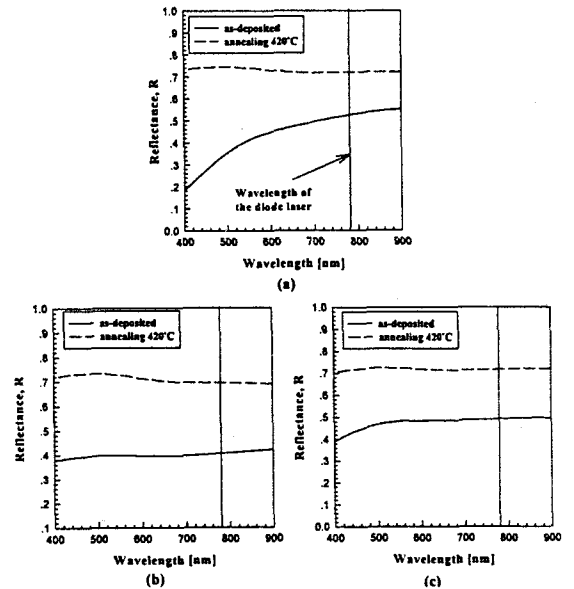 1.0
as-deposited
annealing 420°C
.9
.8
.7
.6
.5
.4
.3
.2
.1
.0
Reflectance, R
Wavelength of
the diode laser
400 500 600 700 800 900
Wavelength [nm]
(a)
1.0
as-deposited
annealing 420°C
.9
.8
.7
.6
.5
.4
.3
.2
.1
Reflectance, R
400 500 600 700 800 900
Wavelength [nm]
(b)
1.0
as-deposited
annealing 420°C
.9
.8
.7
.6
.5
.4
.3
.2
.1
0.0
Reflectance, R
400 500 600 700 800 900
Wavelength [nm]
(c)